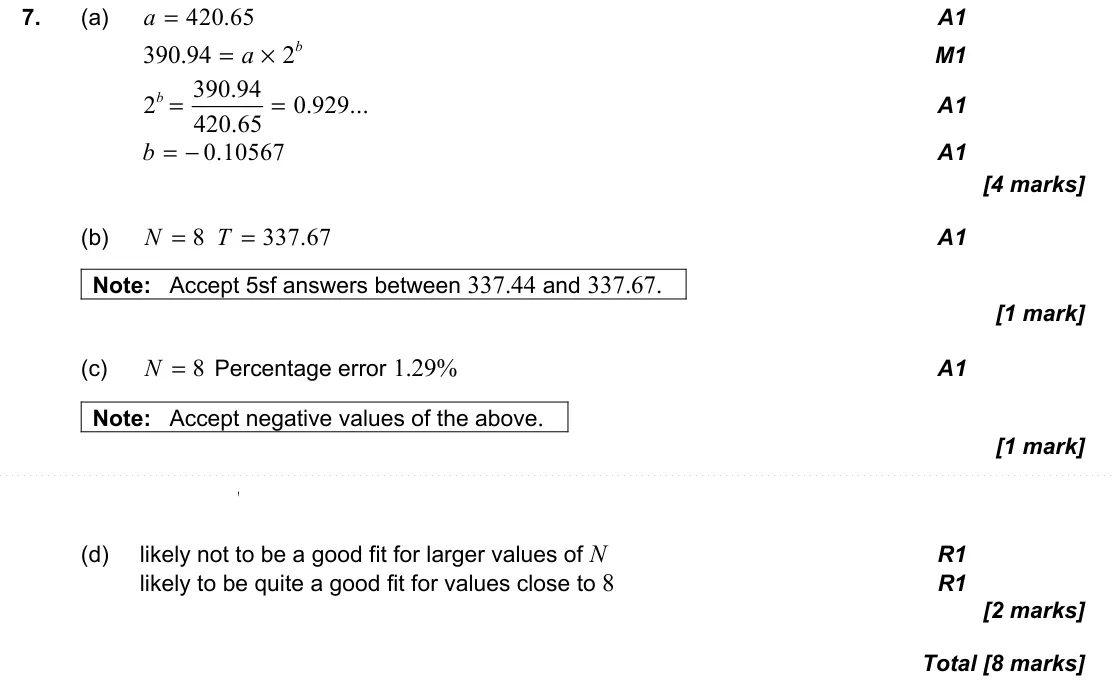 7. (a) a = 420.65 A1
390.94 = a × 2^b M1
2^b = 390.94/420.65 = 0.929... A1
b = −0.10567 A1
[4 marks]
(b) N = 8 T = 337.67 A1
Note: Accept 5sf answers between 337.44 and 337.67.
[1 mark]
(c) N = 8 Percentage error 1.29% A1
Note: Accept negative values of the above.
[1 mark]
(d) likely not to be a good fit for larger values of N R1
likely to be quite a good fit for values close to 8 R1
[2 marks]
Total [8 marks]